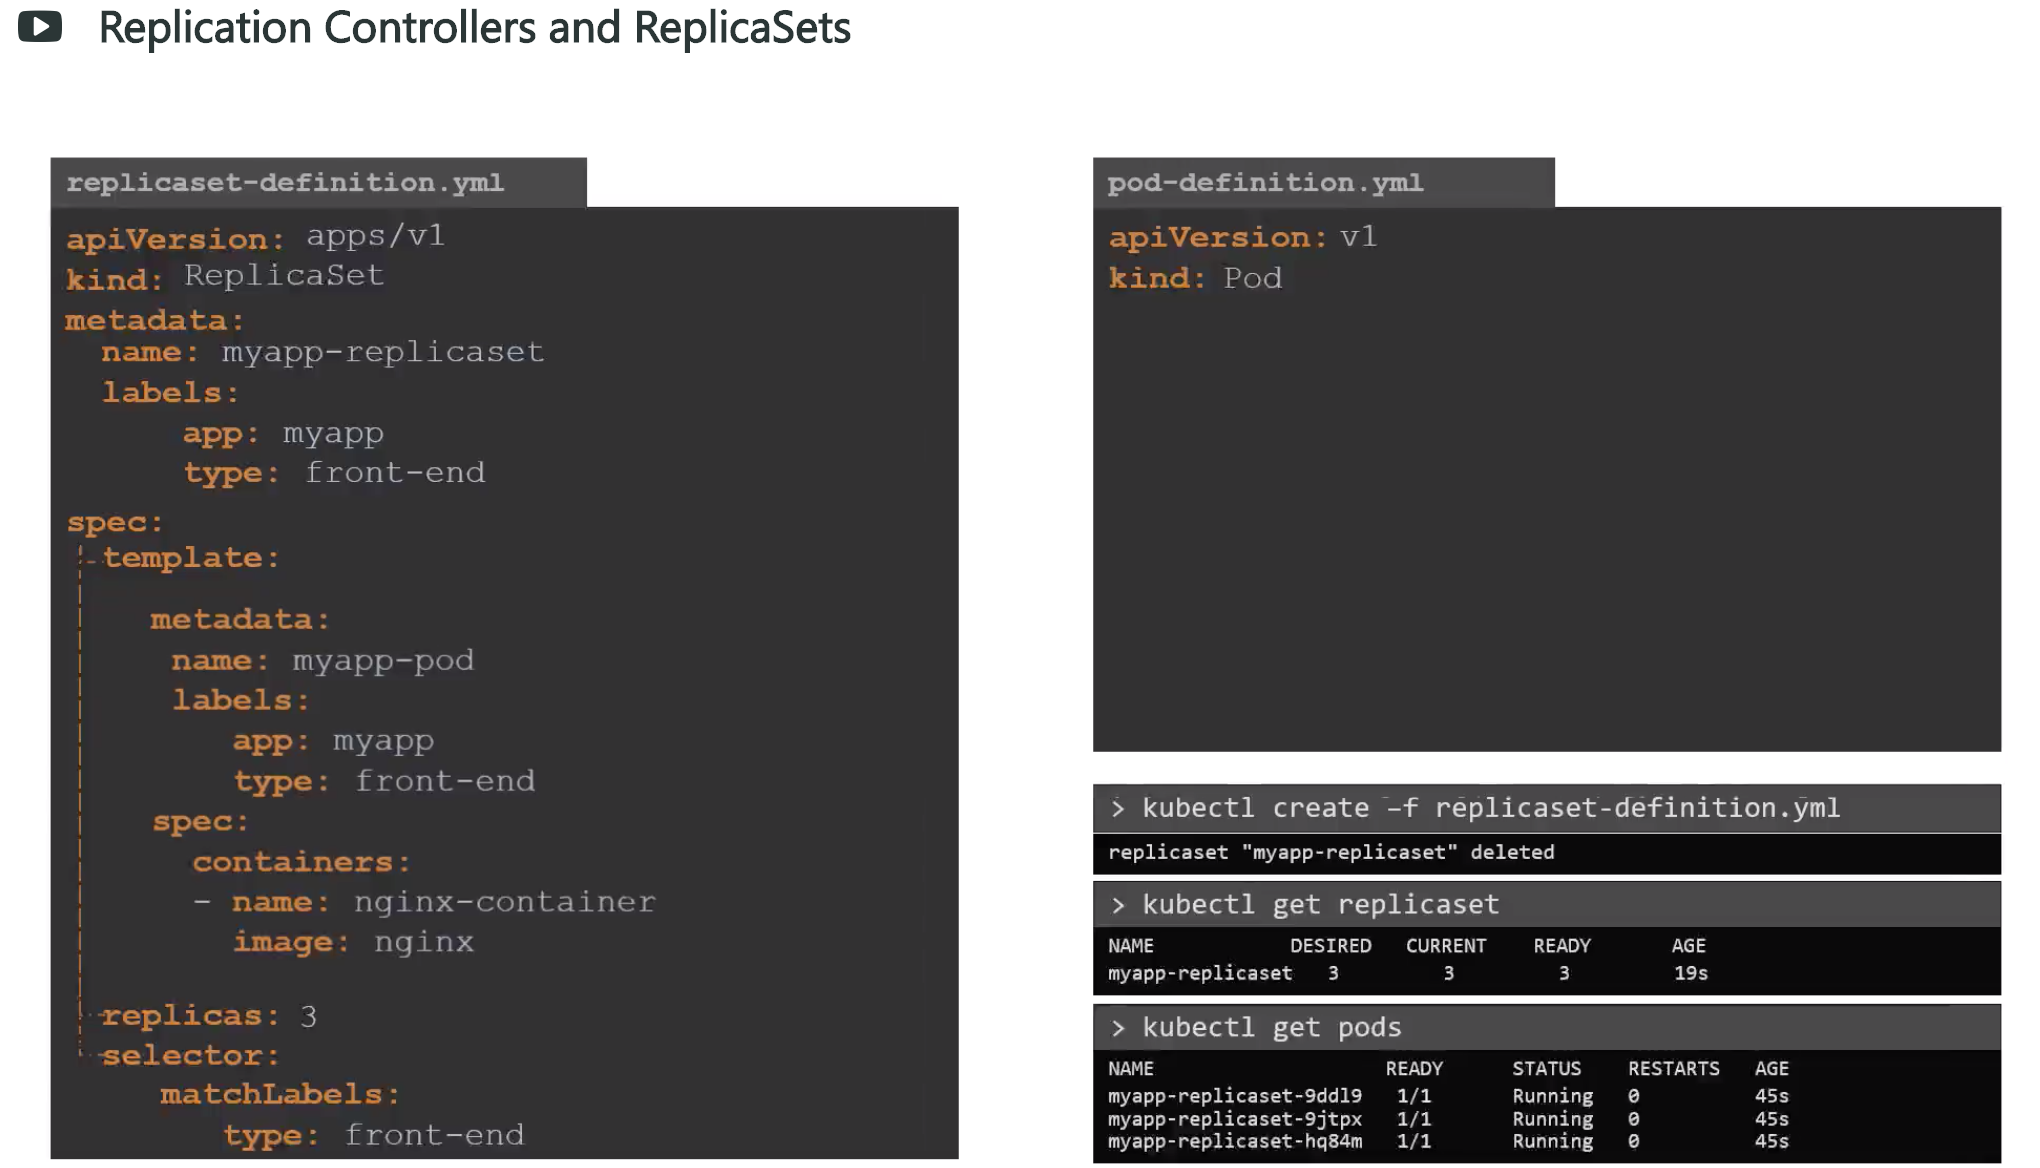 Replication Controllers and ReplicaSets
replicaset-definition.yml
apiVersion: apps/v1
kind: ReplicaSet
metadata:
name: myapp-replicaset
labels:
app: myapp
type: front-end
spec:
template:
metadata:
name: myapp-pod
labels:
app: myapp
type: front-end
spec:
containers:
- name: nginx-container
image: nginx
replicas: 3
selector:
matchLabels:
type: front-end
pod-definition.yml
apiVersion: v1
kind: Pod
> kubectl create –f replicaset-definition.yml
replicaset "myapp-replicaset" deleted
> kubectl get replicaset
NAME DESIRED CURRENT READY AGE
myapp-replicaset 3 3 3 19s
> kubectl get pods
NAME READY STATUS RESTARTS AGE
myapp-replicaset-9ddl9 1/1 Running 0 45s
myapp-replicaset-9jtpx 1/1 Running 0 45s
myapp-replicaset-hq84m 1/1 Running 0 45s